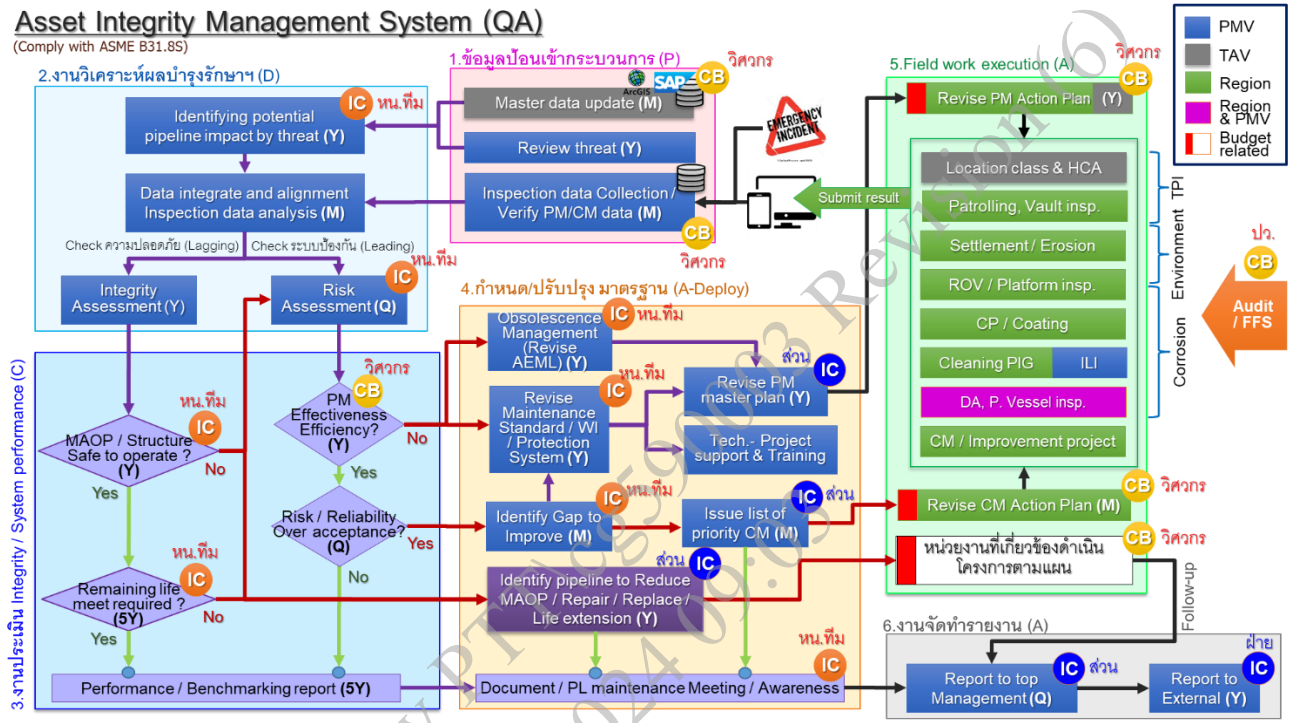 Asset Integrity Management System (QA)
(Comply with ASME B31.8S)
2.งานวิเคราะห์ผลบำรุงรักษาฯ (D)
IC หน.ทีม
Identifying potential
pipeline impact by threat (Y)
Data integrate and alignment
Inspection data analysis (M)
Check ความปลอดภัย (Lagging)
Check ระบบป้องกัน (Leading)
Integrity
Assessment (Y)
IC หน.ทีม
Risk
Assessment (Q)
1.ข้อมูลป้อนเข้ากระบวนการ (P)
ArcGIS
SAP
CB วิศวกร
Master data update (M)
Review threat (Y)
Inspection data Collection /
Verify PM/CM data (M)
CB
วิศวกร
EMERGENCY
INCIDENT
Submit result
3.งานประเมิน Integrity / System performance (C)
หน.ทีม
IC
MAOP / Structure
Safe to operate ?
(Y)
No
Yes
หน.ทีม
IC
Remaining life
meet required ?
(5Y)
No
Yes
วิศวกร
CB
PM
Effectiveness
Efficiency?
(Y)
No
Yes
Risk / Reliability
Over acceptance?
(Q)
Yes
No
Performance / Benchmarking report (5Y)
4.กำหนด/ปรับปรุง มาตรฐาน (A-Deploy)
IC หน.ทีม
Obsolescence
Management
(Revise
AEML) (Y)
IC หน.ทีม
Revise
Maintenance
Standard / WI
/ Protection
System (Y)
ส่วน IC
Revise PM
master plan (Y)
Tech.- Project
support & Training
IC หน.ทีม
Identify Gap to
Improve (M)
IC ส่วน
Issue list of
priority CM (M)
ส่วน IC
Identify pipeline to Reduce
MAOP / Repair / Replace /
Life extension (Y)
หน.ทีม
IC
Document / PL maintenance Meeting / Awareness
5.Field work execution (A)
วิศวกร
CB
Revise PM Action Plan (Y)
Location class & HCA
Patrolling, Vault insp.
Settlement / Erosion
ROV / Platform insp.
CP / Coating
Cleaning PIG
ILI
DA, P. Vessel insp.
CM / Improvement project
TPI
Environment
Corrosion
CB วิศวกร
Revise CM Action Plan (M)
CB วิศวกร
หน่วยงานที่เกี่ยวข้องดำเนิน
โครงการตามแผน
Follow-up
6.งานจัดทำรายงาน (A)
IC ส่วน
Report to top
Management (Q)
ฝ่าย
IC
Report to
External (Y)
PMV
TAV
Region
Region
& PMV
Budget
related
ปว.
CB
Audit
/ FFS